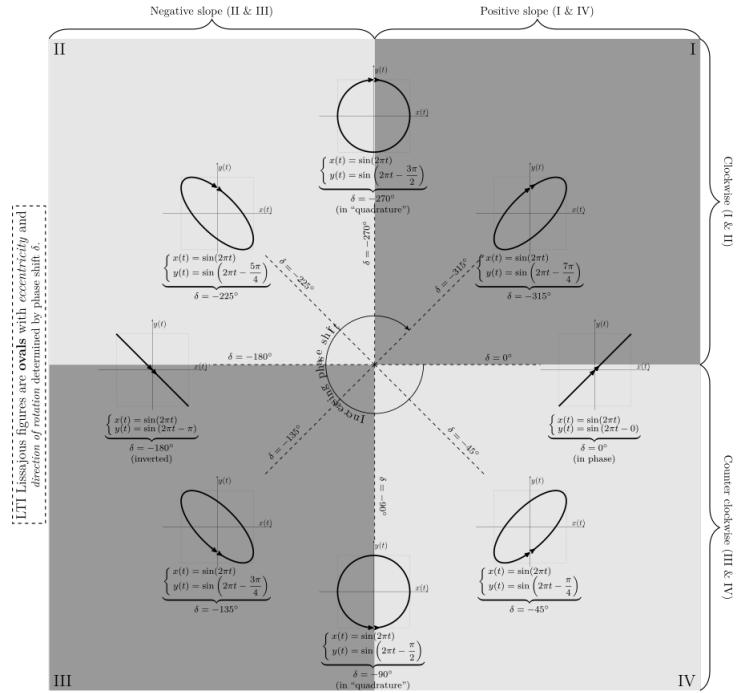 Negative slope (II & III)
Positive slope (I & IV)
II
I
y(t)
x(t)
x(t) = sin(2πt)
y(t) = sin(2πt − 3π/2)
δ = −270°
(in “quadrature”)
y(t)
x(t)
x(t) = sin(2πt)
y(t) = sin(2πt − 5π/4)
δ = −225°
y(t)
x(t)
x(t) = sin(2πt)
y(t) = sin(2πt − 7π/4)
δ = −315°
δ = −270°
δ = −225°
δ = −315°
Clockwise (I & II)
LTI Lissajous figures are ovals with eccentricity and
direction of rotation determined by phase shift δ.
y(t)
x(t)
x(t) = sin(2πt)
y(t) = sin(2πt − π)
δ = −180°
(inverted)
δ = −180°
Increasing phase shift
δ = 0°
y(t)
x(t)
x(t) = sin(2πt)
y(t) = sin(2πt − 0)
δ = 0°
(in phase)
δ = −135°
δ = −45°
δ = −90°
Counter clockwise (III & IV)
y(t)
x(t)
x(t) = sin(2πt)
y(t) = sin(2πt − 3π/4)
δ = −135°
y(t)
x(t)
x(t) = sin(2πt)
y(t) = sin(2πt − π/4)
δ = −45°
y(t)
x(t)
x(t) = sin(2πt)
y(t) = sin(2πt − π/2)
δ = −90°
(in “quadrature”)
III
IV